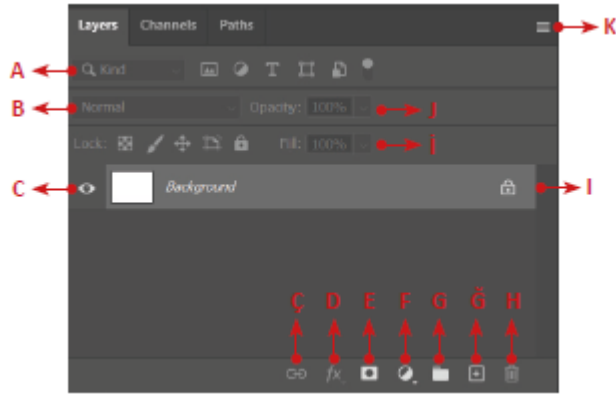 Layers Channels Paths K
A Kind T
B Normal Opacity: 100% J
Lock: Fill: 100% İ
C Background I
Ç D E F G Ğ H
fx